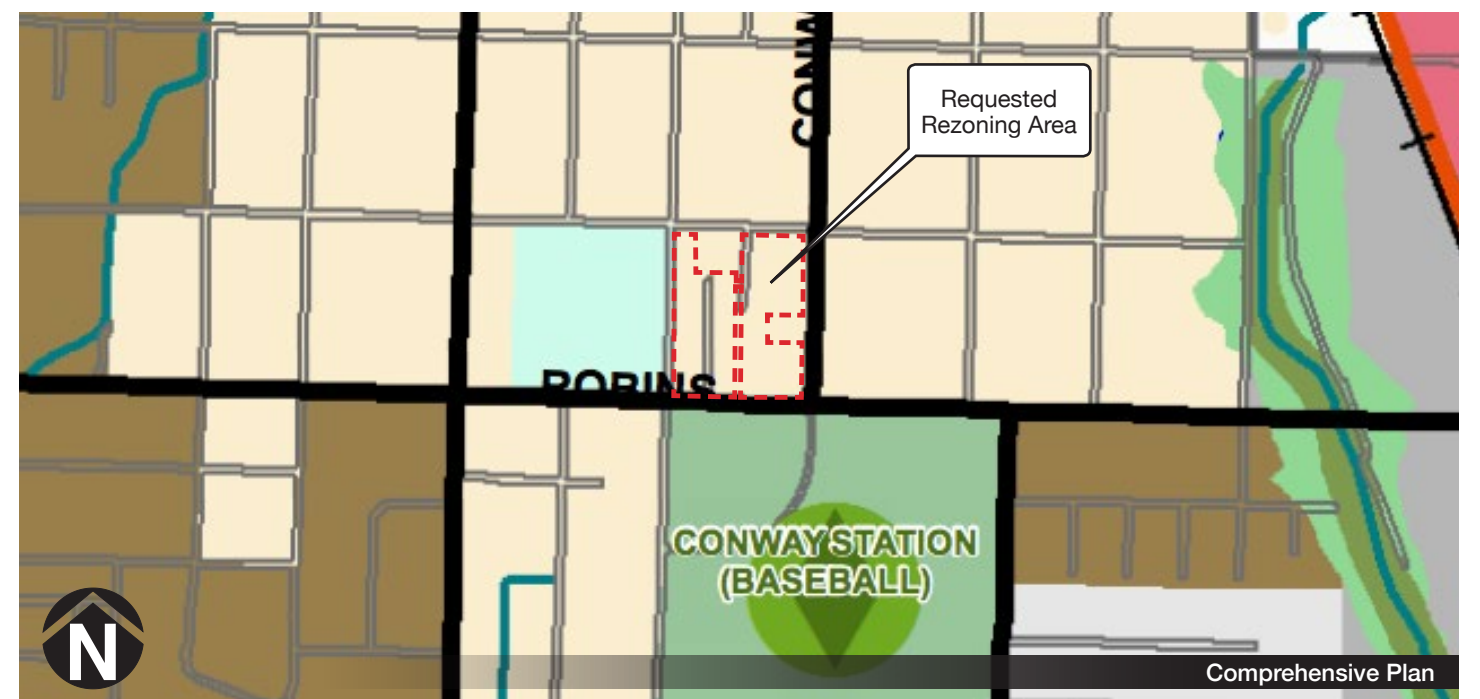 CONW
Requested
Rezoning Area
ROBINS
CONWAY STATION
(BASEBALL)
N
Comprehensive Plan